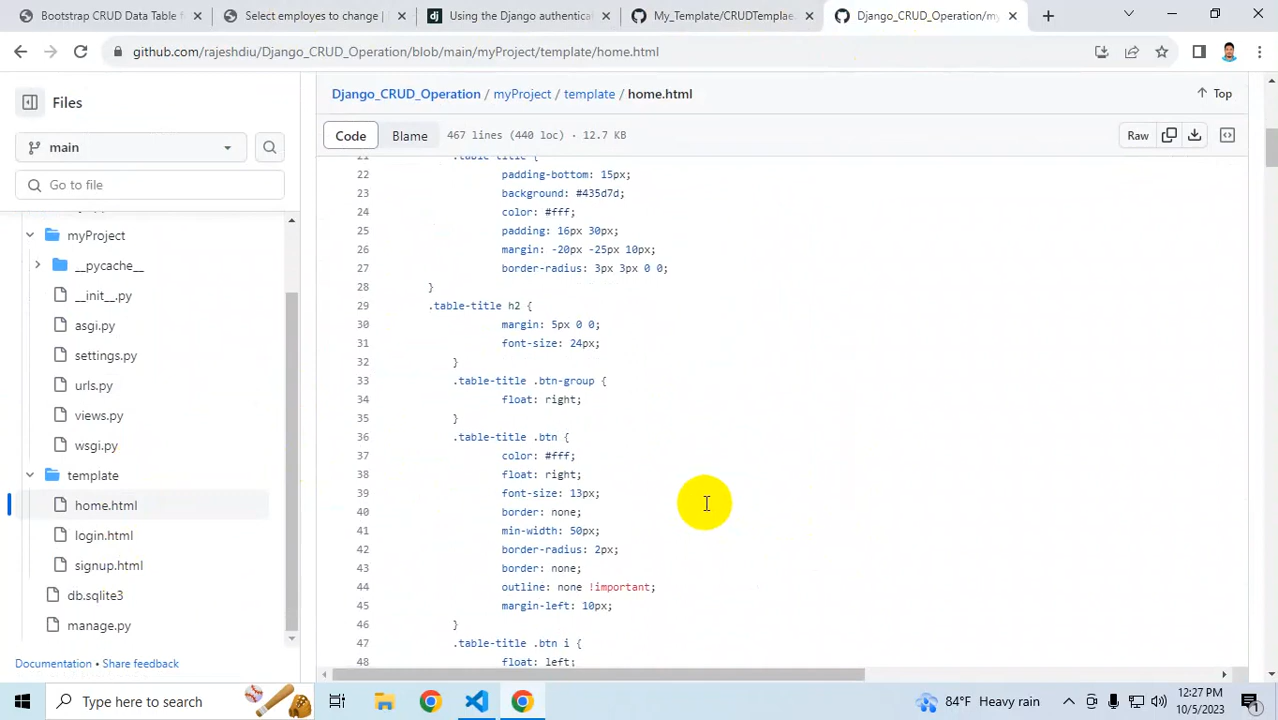 Bootstrap CRUD Data Table f
Select employes to change |
Using the Django authenticat
My_Template/CRUDTemplae.
Django_CRUD_Operation/my
github.com/rajeshdiu/Django_CRUD_Operation/blob/main/myProject/template/home.html
Files
main
Go to file
myProject
__pycache__
__init__.py
asgi.py
settings.py
urls.py
views.py
wsgi.py
template
home.html
login.html
signup.html
db.sqlite3
manage.py
Documentation • Share feedback
Django_CRUD_Operation / myProject / template / home.html
Top
Code Blame 467 lines (440 loc) · 12.7 KB
Raw
21 .table-title {
22 padding-bottom: 15px;
23 background: #435d7d;
24 color: #fff;
25 padding: 16px 30px;
26 margin: -20px -25px 10px;
27 border-radius: 3px 3px 0 0;
28 }
29 .table-title h2 {
30 margin: 5px 0 0;
31 font-size: 24px;
32 }
33 .table-title .btn-group {
34 float: right;
35 }
36 .table-title .btn {
37 color: #fff;
38 float: right;
39 font-size: 13px;
40 border: none;
41 min-width: 50px;
42 border-radius: 2px;
43 border: none;
44 outline: none !important;
45 margin-left: 10px;
46 }
47 .table-title .btn i {
48 float: left;
Type here to search
84°F Heavy rain
12:27 PM
10/5/2023
1